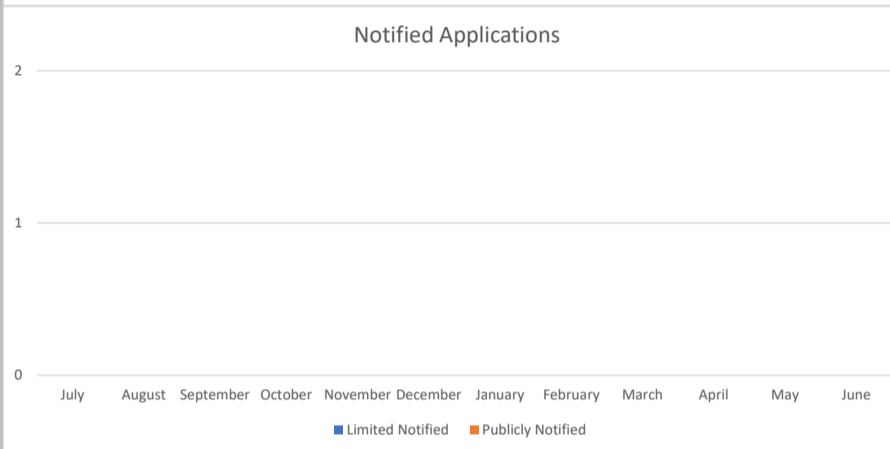 Notified Applications
2
1
0
July August September October November December January February March April May June
Limited Notified Publicly Notified